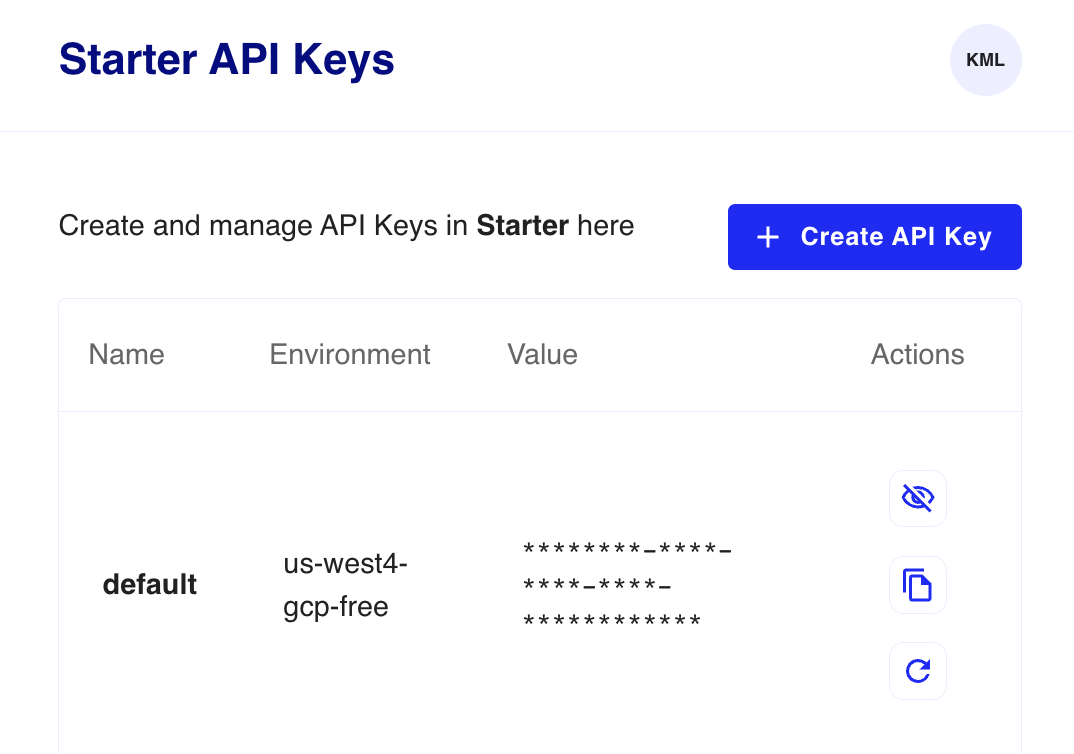 Starter API Keys
KML
Create and manage API Keys in Starter here
+ Create API Key
Name Environment Value Actions
default
us-west4-
gcp-free
********-****-
****-****-
************